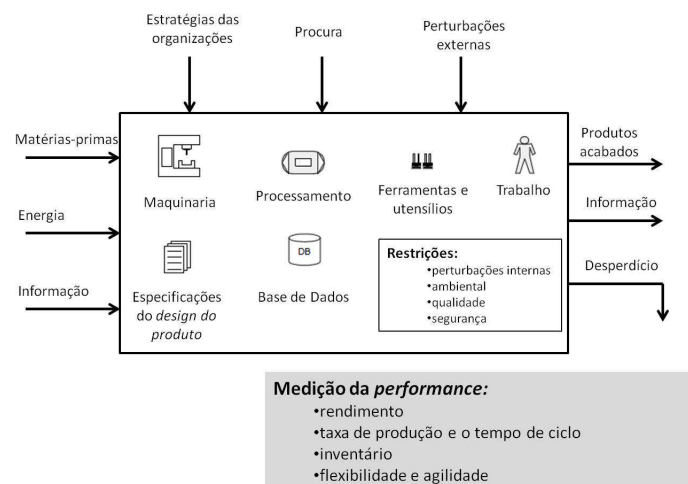 Estratégias das
organizações
Procura
Perturbações
externas
Matérias-primas
Energia
Informação
Maquinaria
Processamento
Ferramentas e
utensílios
Trabalho
Especificações
do design do
produto
DB
Base de Dados
Restrições:
•perturbações internas
•ambiental
•qualidade
•segurança
Produtos
acabados
Informação
Desperdício
Medição da performance:
•rendimento
•taxa de produção e o tempo de ciclo
•inventário
•flexibilidade e agilidade